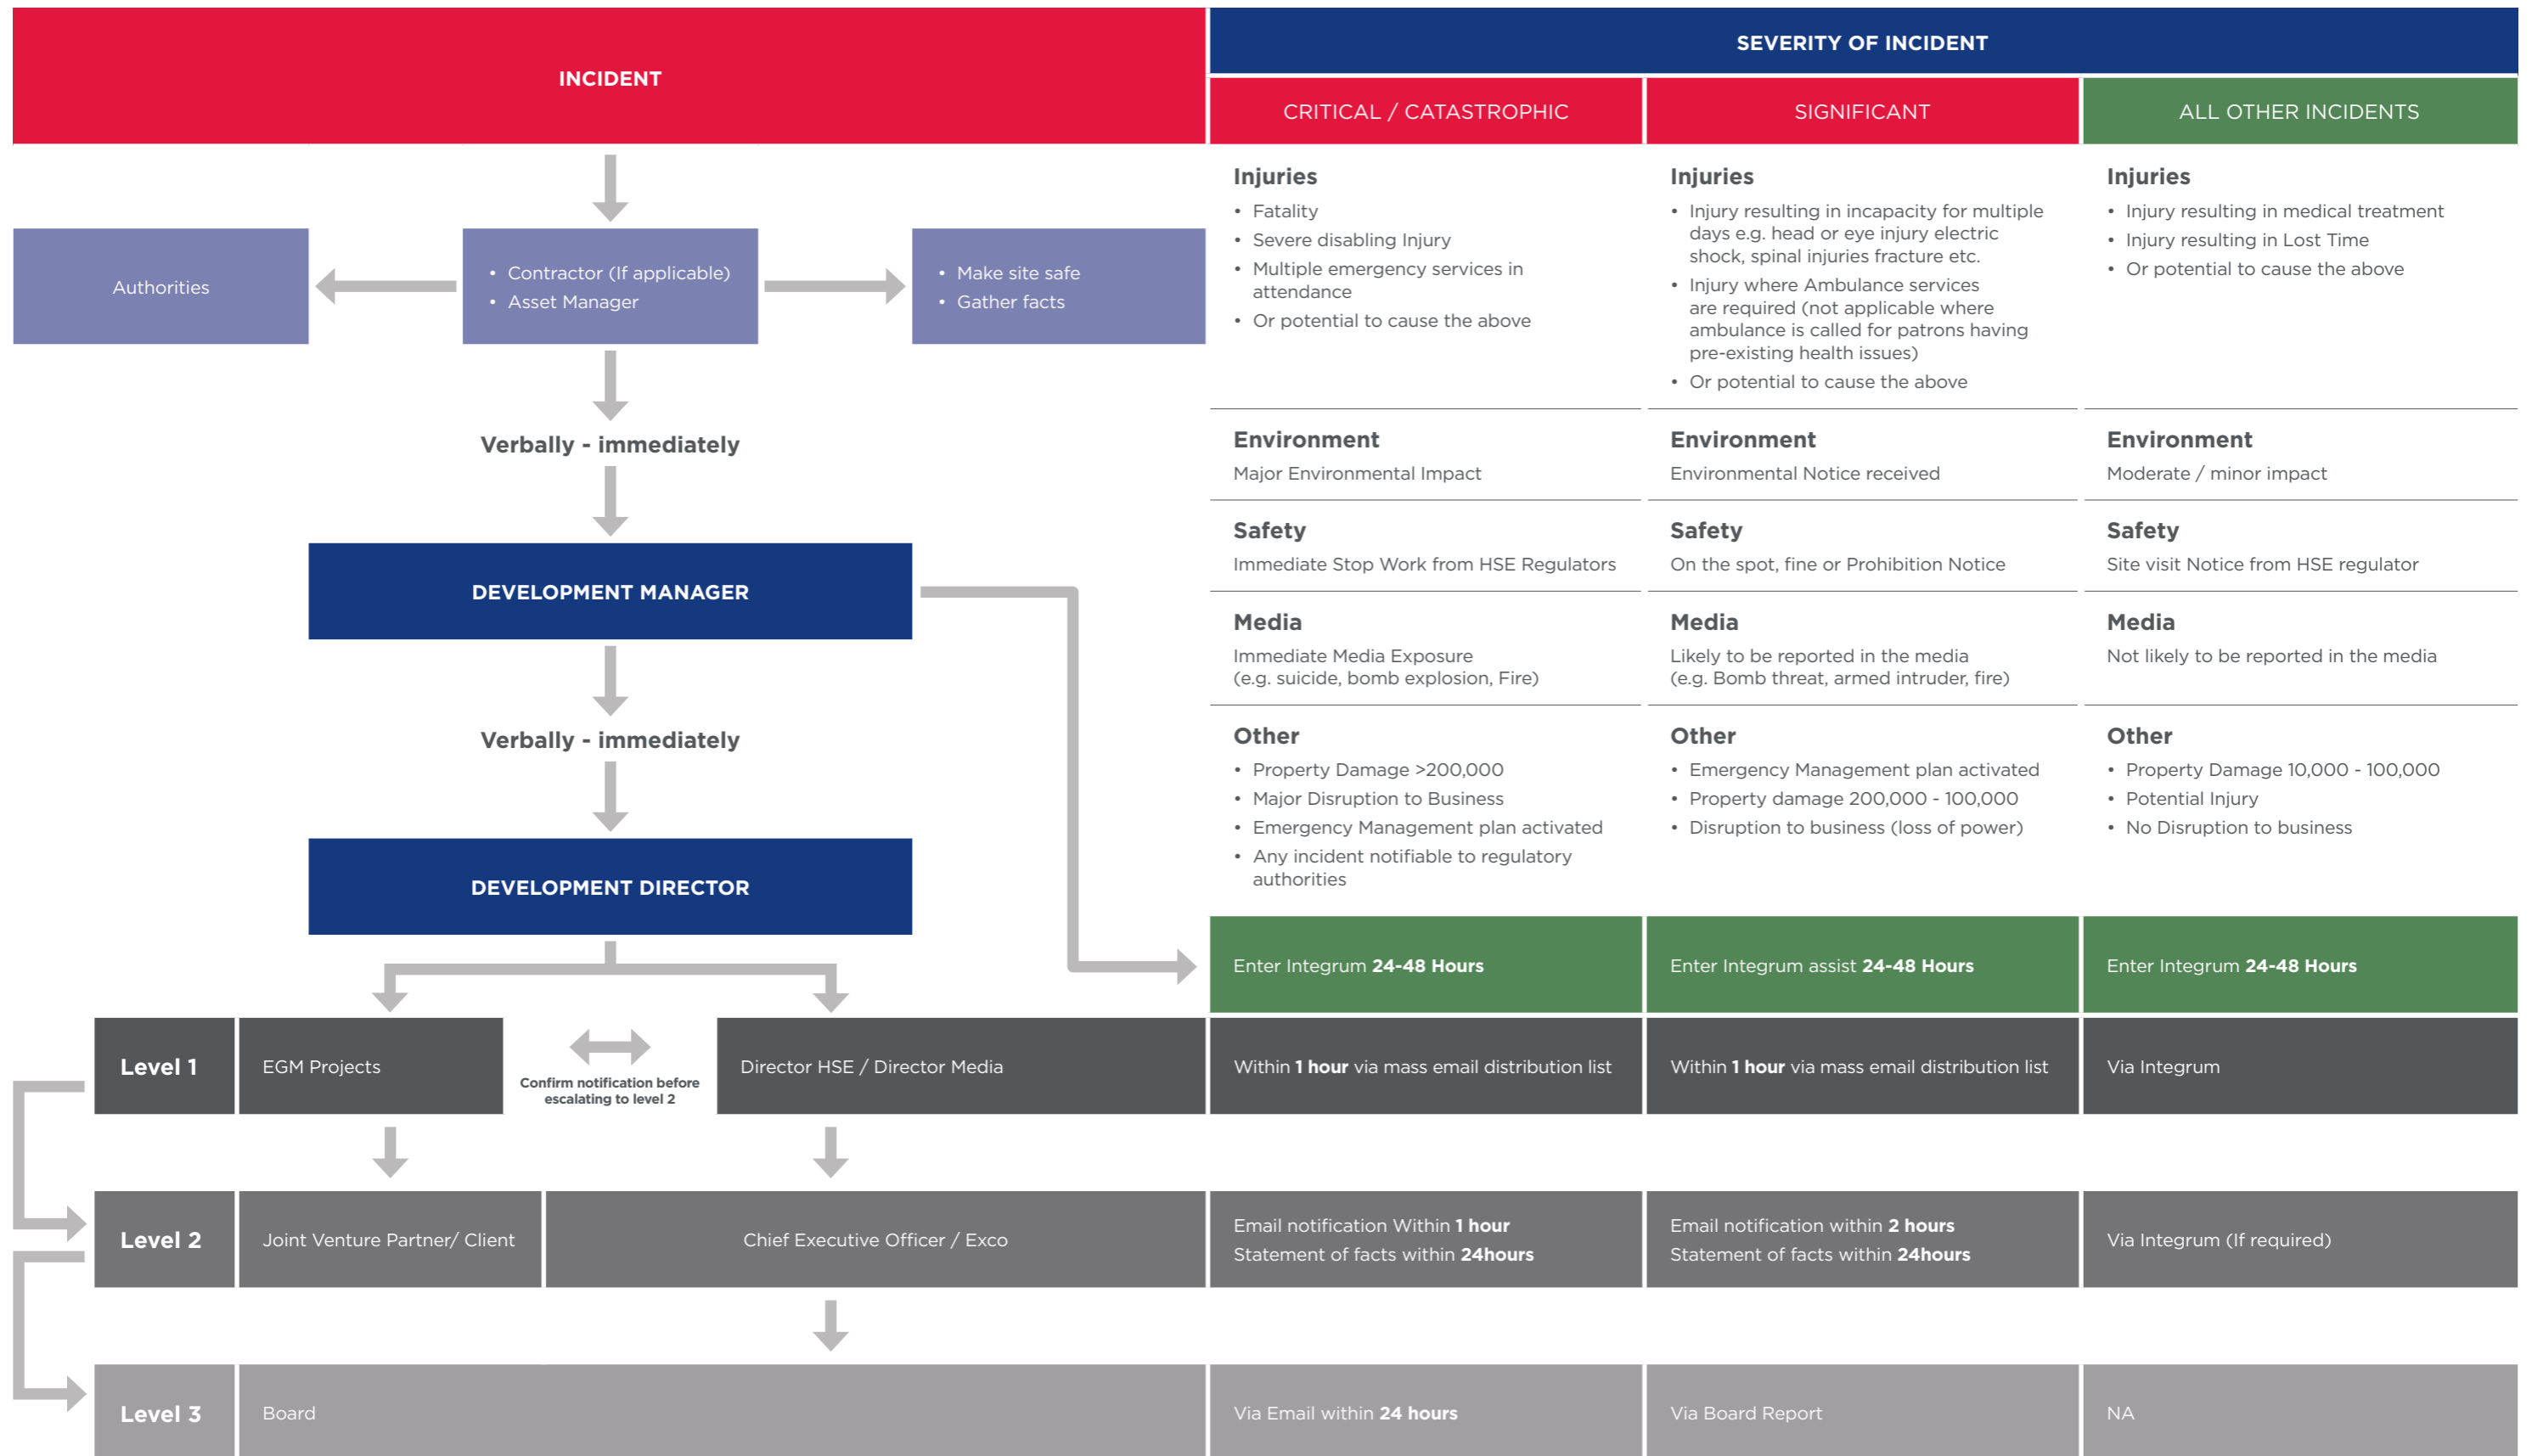 INCIDENT
SEVERITY OF INCIDENT
CRITICAL / CATASTROPHIC
SIGNIFICANT
ALL OTHER INCIDENTS
Authorities
• Contractor (If applicable)
• Asset Manager
• Make site safe
• Gather facts
Verbally - immediately
DEVELOPMENT MANAGER
Verbally - immediately
DEVELOPMENT DIRECTOR
Injuries
• Fatality
• Severe disabling Injury
• Multiple emergency services in
attendance
• Or potential to cause the above
Environment
Major Environmental Impact
Safety
Immediate Stop Work from HSE Regulators
Media
Immediate Media Exposure
(e.g. suicide, bomb explosion, Fire)
Other
• Property Damage >200,000
• Major Disruption to Business
• Emergency Management plan activated
• Any incident notifiable to regulatory
authorities
Injuries
• Injury resulting in incapacity for multiple
days e.g. head or eye injury electric
shock, spinal injuries fracture etc.
• Injury where Ambulance services
are required (not applicable where
ambulance is called for patrons having
pre-existing health issues)
• Or potential to cause the above
Environment
Environmental Notice received
Safety
On the spot, fine or Prohibition Notice
Media
Likely to be reported in the media
(e.g. Bomb threat, armed intruder, fire)
Other
• Emergency Management plan activated
• Property damage 200,000 - 100,000
• Disruption to business (loss of power)
Injuries
• Injury resulting in medical treatment
• Injury resulting in Lost Time
• Or potential to cause the above
Environment
Moderate / minor impact
Safety
Site visit Notice from HSE regulator
Media
Not likely to be reported in the media
Other
• Property Damage 10,000 - 100,000
• Potential Injury
• No Disruption to business
Enter Integrum 24-48 Hours
Enter Integrum assist 24-48 Hours
Enter Integrum 24-48 Hours
Level 1
EGM Projects
Confirm notification before
escalating to level 2
Director HSE / Director Media
Within 1 hour via mass email distribution list
Within 1 hour via mass email distribution list
Via Integrum
Level 2
Joint Venture Partner/ Client
Chief Executive Officer / Exco
Email notification Within 1 hour
Statement of facts within 24hours
Email notification within 2 hours
Statement of facts within 24hours
Via Integrum (If required)
Level 3
Board
Via Email within 24 hours
Via Board Report
NA